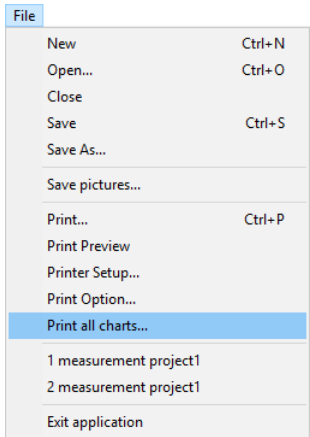 File
New Ctrl+N
Open... Ctrl+O
Close
Save Ctrl+S
Save As...
Save pictures...
Print... Ctrl+P
Print Preview
Printer Setup...
Print Option...
Print all charts...
1 measurement project1
2 measurement project1
Exit application